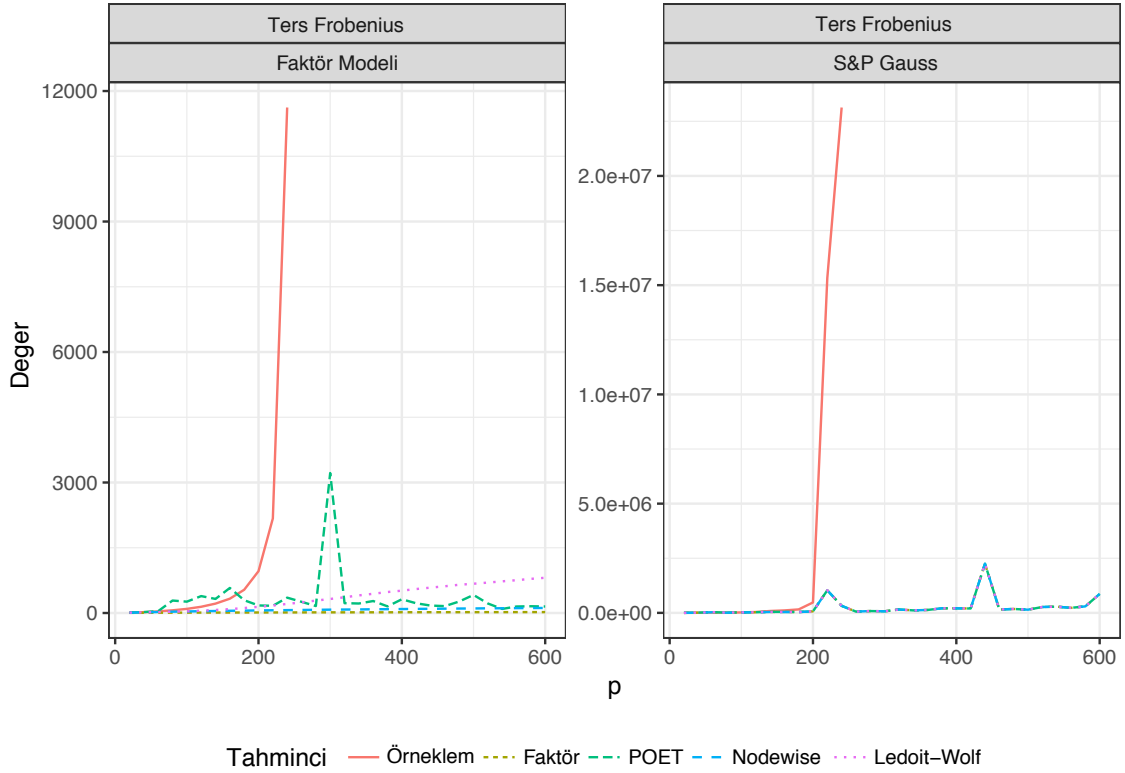 Ters Frobenius
Faktör Modeli
Ters Frobenius
S&P Gauss
Deger
12000
9000
6000
3000
0
0
200
400
600
2.0e+07
1.5e+07
1.0e+07
5.0e+06
0.0e+00
0
200
400
600
p
Tahminci Örneklem Faktör POET Nodewise Ledoit−Wolf